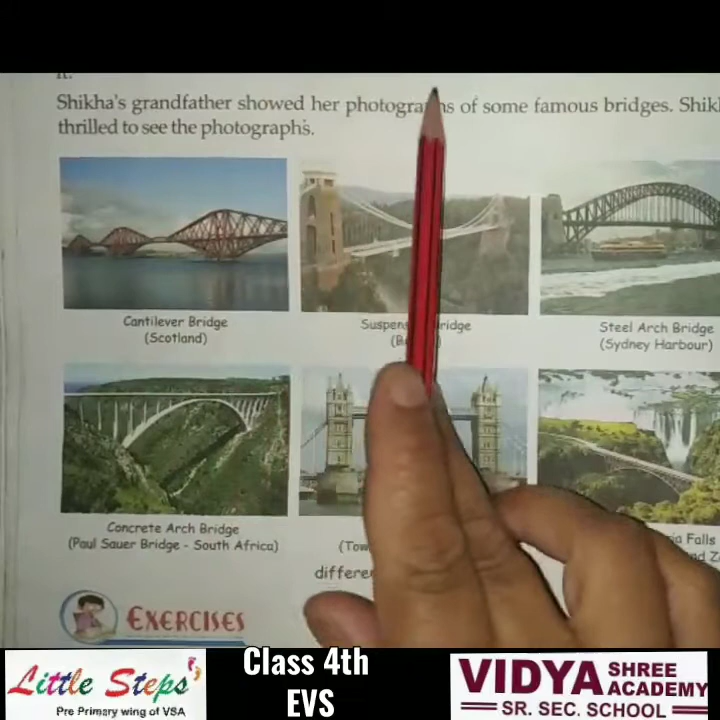 Shikha's grandfather showed her photographs of some famous bridges.
thrilled to see the photographs.
Cantilever Bridge
(Scotland)
Bridge
Steel Arch Bridge
(Sydney Harbour)
Concrete Arch Bridge
(Paul Sauer Bridge - South Africa)
Falls
EXERCISES
Little Steps
Pre Primary wing of VSA
Class 4th
EVS
VIDYA SHREE
ACADEMY
SR. SEC. SCHOOL